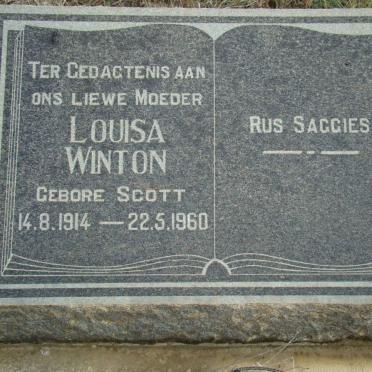 TER GEDAGTENIS AAN
ONS LIEWE MOEDER
LOUISA
WINTON
GEBORE SCOTT
14.8.1914 — 22.5.1960
RUS SAGGIES